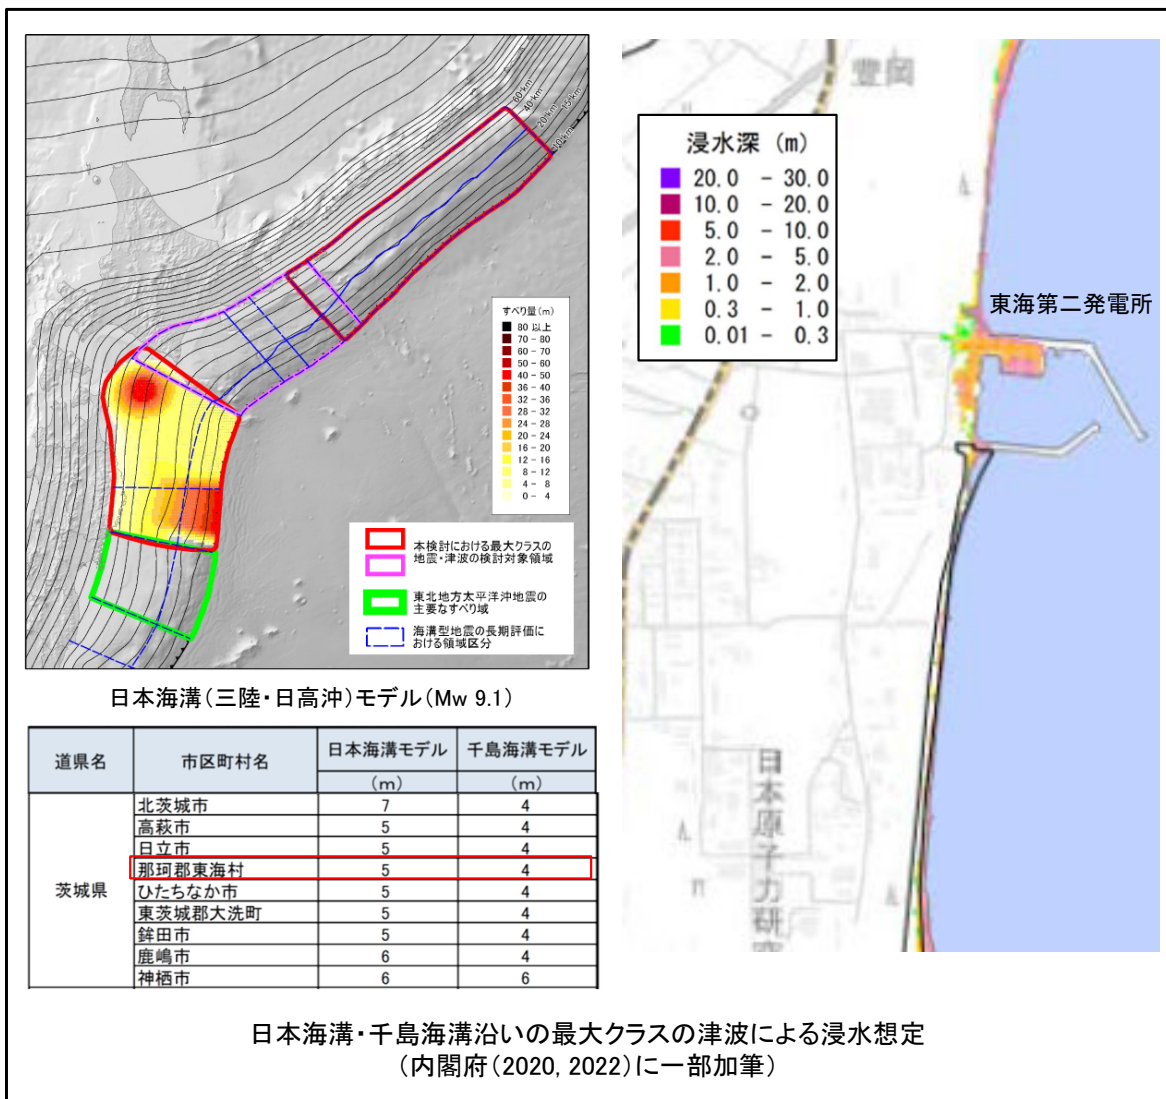 60km
40km
20km
15km
10km
すべり量(m)
80 以上
70 - 80
60 - 70
50 - 60
40 - 50
36 - 40
32 - 36
28 - 32
24 - 28
20 - 24
16 - 20
12 - 16
8 - 12
4 - 8
0 - 4
本検討における最大クラスの
地震・津波の検討対象領域
東北地方太平洋沖地震の
主要なすべり域
海溝型地震の長期評価に
おける領域区分
日本海溝(三陸・日高沖)モデル(Mw 9.1)
道県名 市区町村名 日本海溝モデル 千島海溝モデル
(m) (m)
茨城県
北茨城市 7 4
高萩市 5 4
日立市 5 4
那珂郡東海村 5 4
ひたちなか市 5 4
東茨城郡大洗町 5 4
鉾田市 5 4
鹿嶋市 6 4
神栖市 6 6
豊岡
浸水深 (m)
20.0 - 30.0
10.0 - 20.0
5.0 - 10.0
2.0 - 5.0
1.0 - 2.0
0.3 - 1.0
0.01 - 0.3
東海第二発電所
日本原子力研究
日本海溝・千島海溝沿いの最大クラスの津波による浸水想定
(内閣府(2020, 2022)に一部加筆)